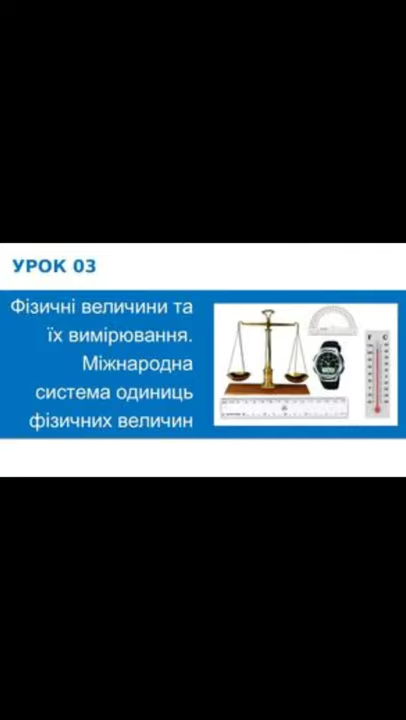 УРОК 03
Фізичні величини та
їх вимірювання.
Міжнародна
система одиниць
фізичних величин
F C